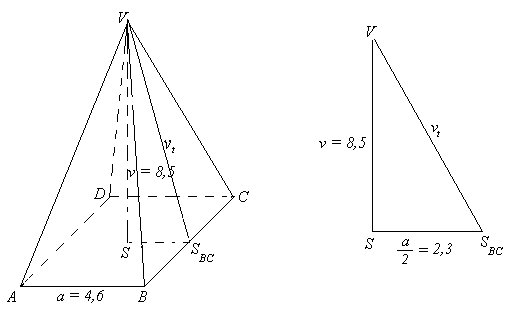 V
v_t
v = 8,5
D
C
S
S_BC
A
a = 4,6
B
V
v = 8,5
v_t
S
a/2 = 2,3
S_BC